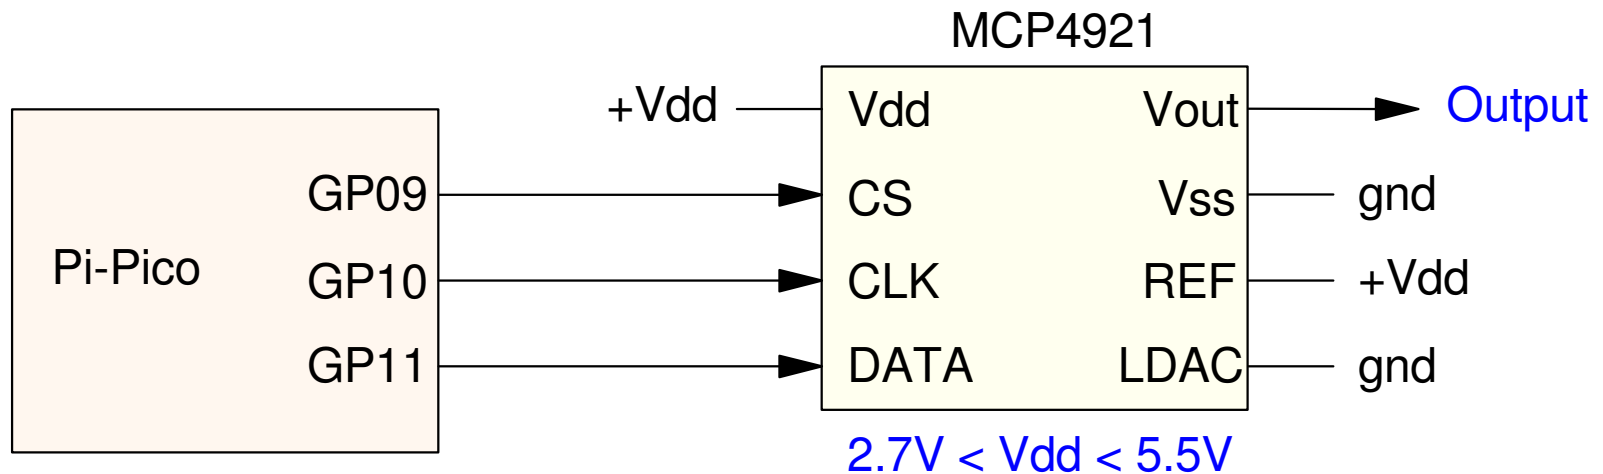 MCP4921
+Vdd Vdd Vout Output
GP09 CS Vss gnd
Pi-Pico GP10 CLK REF +Vdd
GP11 DATA LDAC gnd
2.7V < Vdd < 5.5V